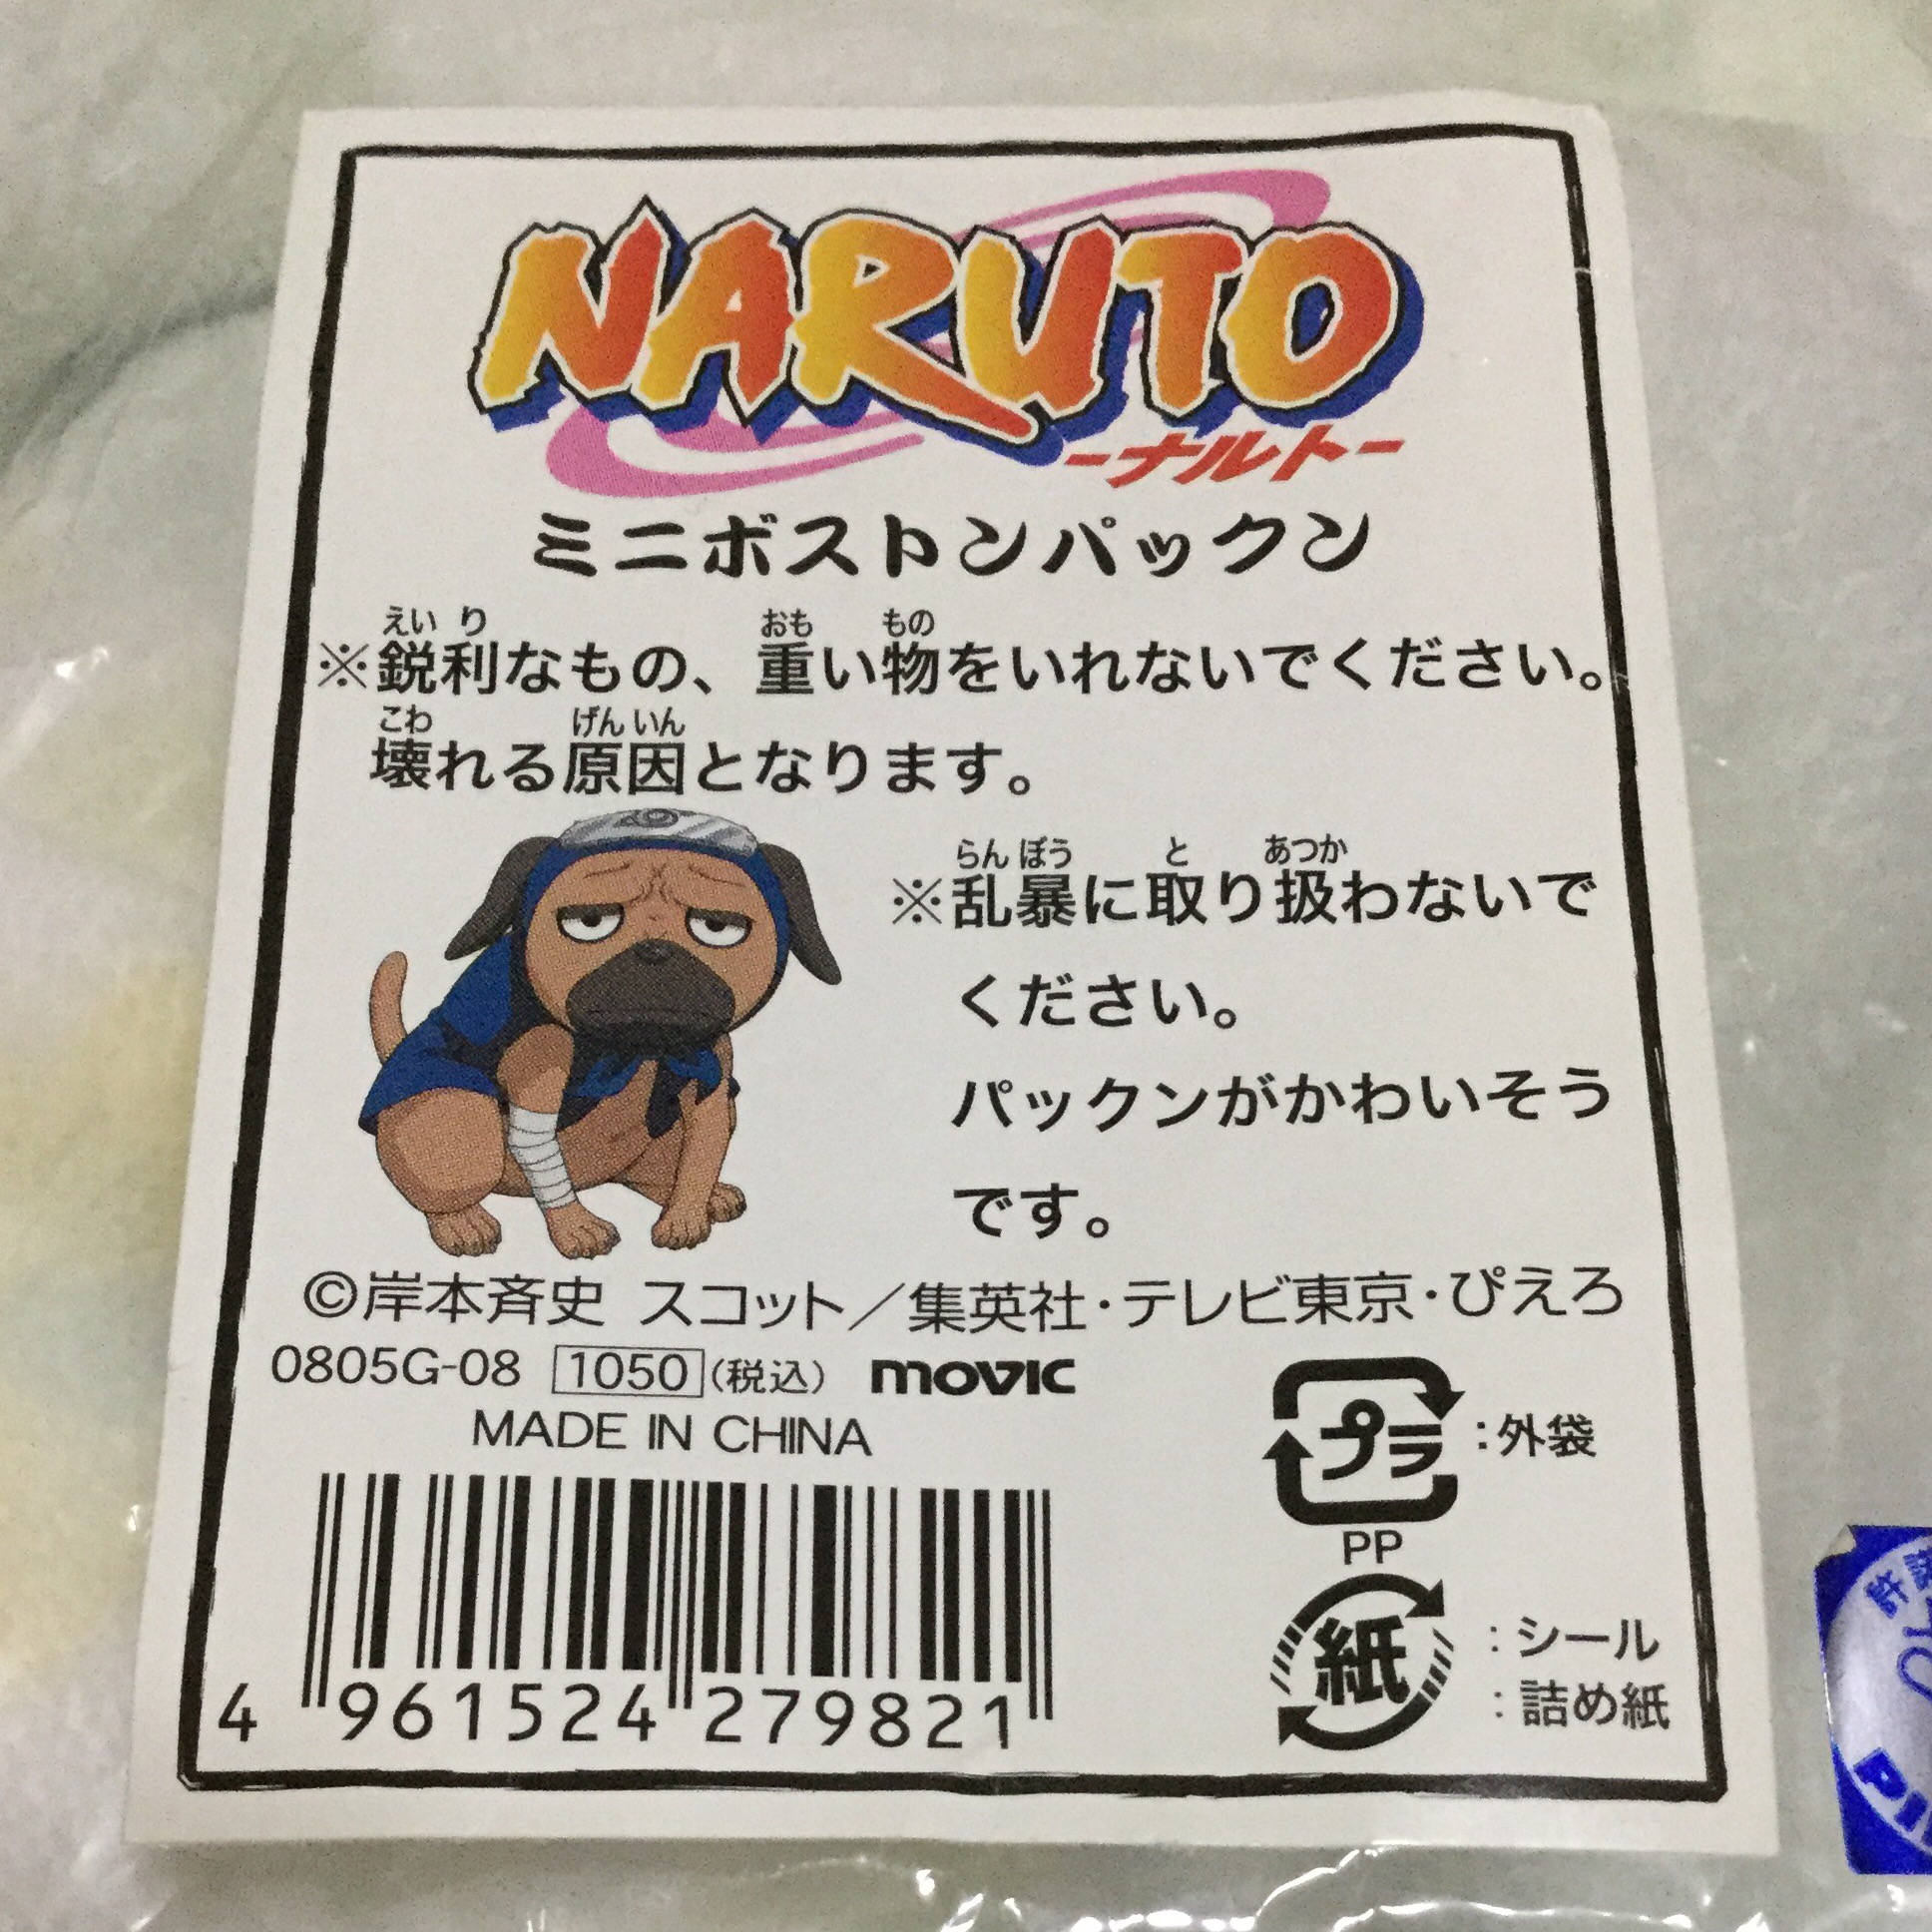 NARUTO
-ナルト-
ミニボストンパックン
※鋭利なもの、重い物をいれないでください。
えい り おも もの
壊れる原因となります。
こわ げん いん
※乱暴に取り扱わないで
らん ぼう と あつか
ください。
パックンがかわいそう
です。
©岸本斉史 スコット／集英社・テレビ東京・ぴえろ
0805G-08 1050 (税込) movic
MADE IN CHINA
4 961524 279821
プラ :外袋
PP
紙 :シール
:詰め紙